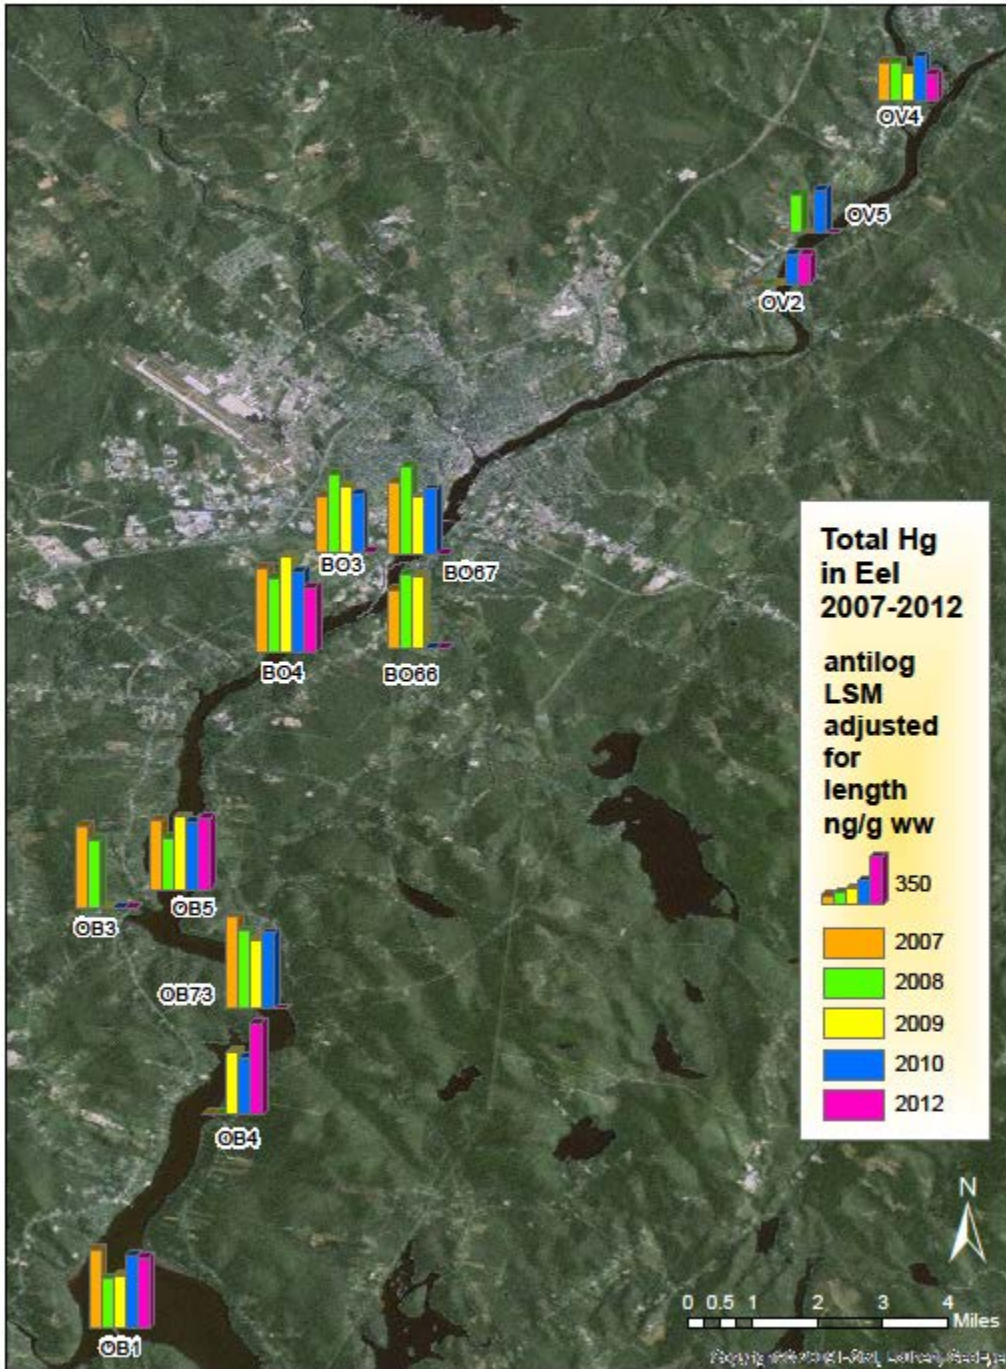 OV4
OV5
OV2
BO3
BO67
BO4
BO66
OB3
OB5
OB73
OB4
OB1
Total Hg
in Eel
2007-2012
antilog
LSM
adjusted
for
length
ng/g ww
350
2007
2008
2009
2010
2012
N
0 0.5 1 2 3 4
Miles